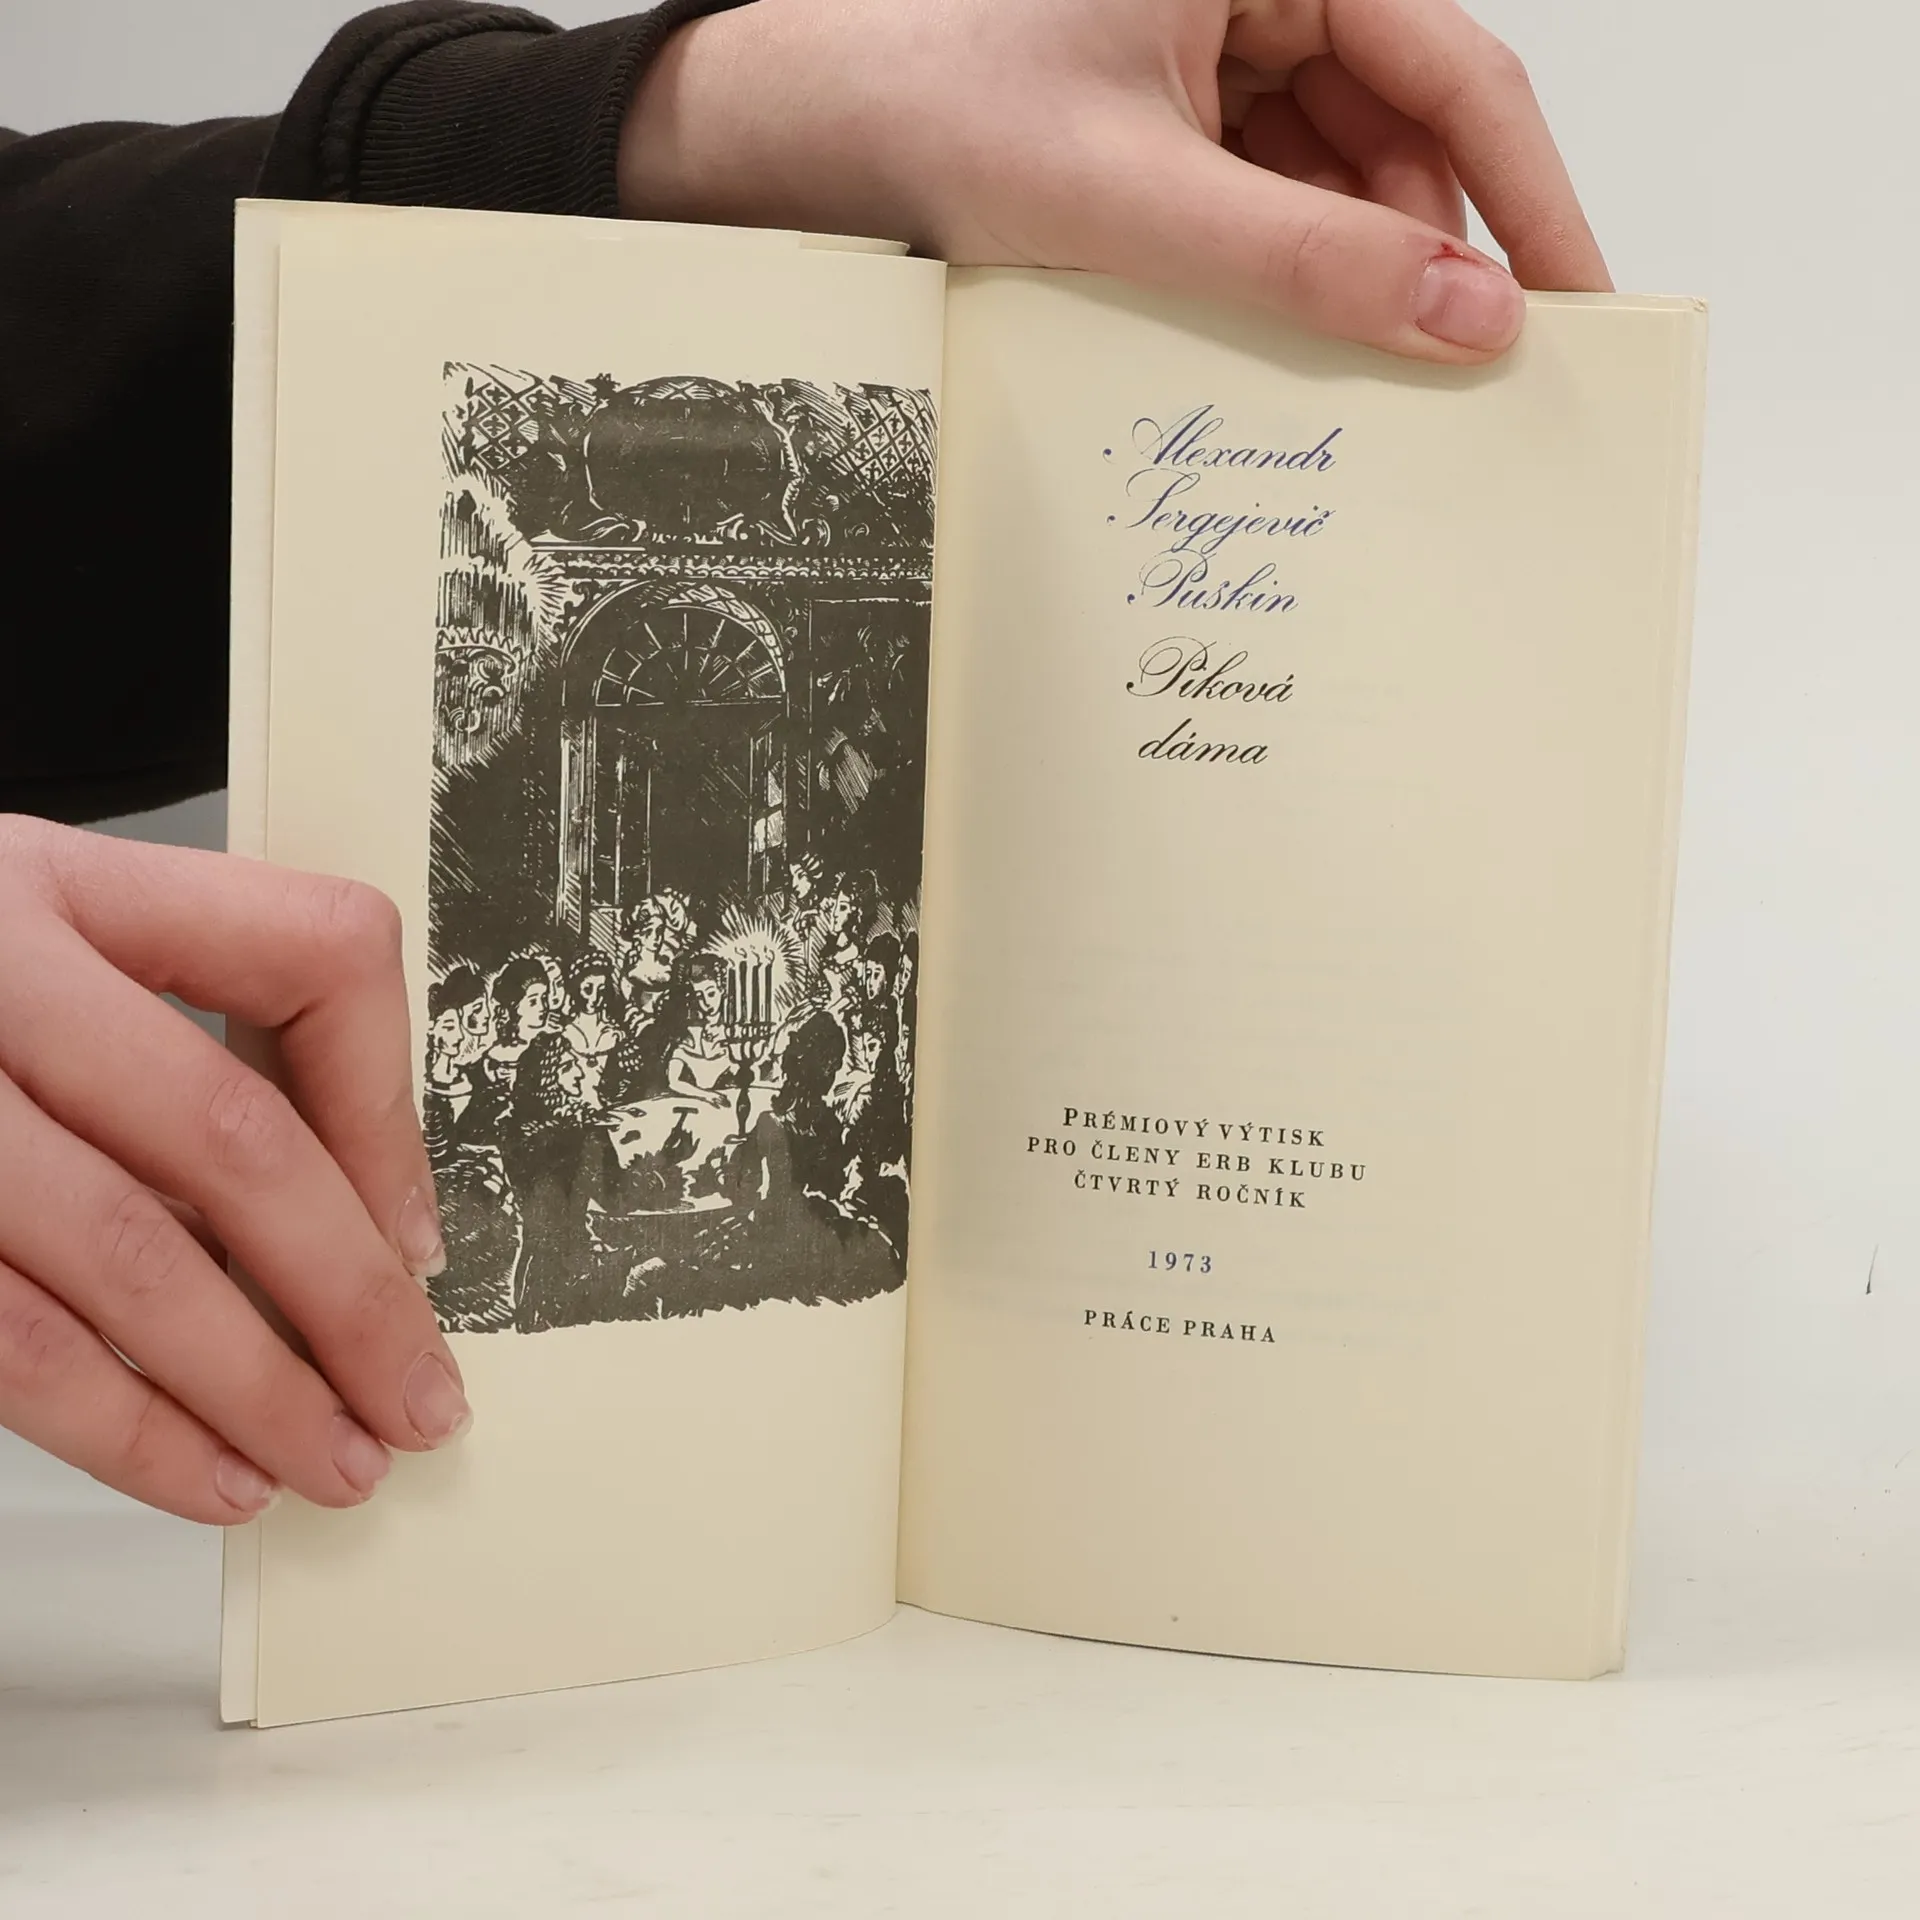 Alexandr
Sergejevič
Puškin
Piková
dáma
PRÉMIOVÝ VÝTISK
PRO ČLENY ERB KLUBU
ČTVRTÝ ROČNÍK
1973
PRÁCE PRAHA